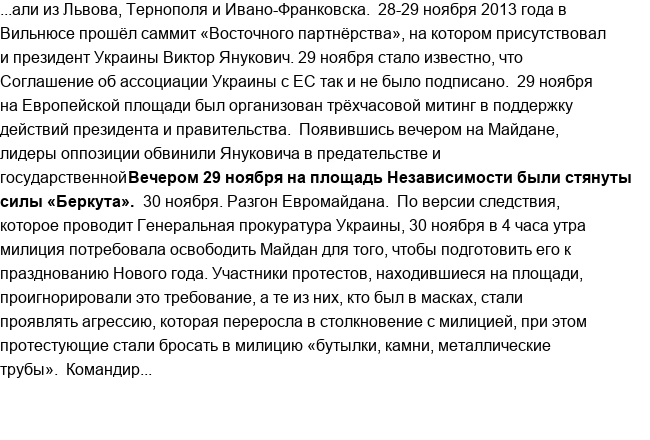 ...али из Львова, Тернополя и Ивано-Франковска.  28-29 ноября 2013 года в
Вильнюсе прошёл саммит «Восточного партнёрства», на котором присутствовал
и президент Украины Виктор Янукович. 29 ноября стало известно, что
Соглашение об ассоциации Украины с ЕС так и не было подписано.  29 ноября
на Европейской площади был организован трёхчасовой митинг в поддержку
действий президента и правительства.  Появившись вечером на Майдане,
лидеры оппозиции обвинили Януковича в предательстве и
государственнойВечером 29 ноября на площадь Независимости были стянуты
силы «Беркута».  30 ноября. Разгон Евромайдана.  По версии следствия,
которое проводит Генеральная прокуратура Украины, 30 ноября в 4 часа утра
милиция потребовала освободить Майдан для того, чтобы подготовить его к
празднованию Нового года. Участники протестов, находившиеся на площади,
проигнорировали это требование, а те из них, кто был в масках, стали
проявлять агрессию, которая переросла в столкновение с милицией, при этом
протестующие стали бросать в милицию «бутылки, камни, металлические
трубы».  Командир...